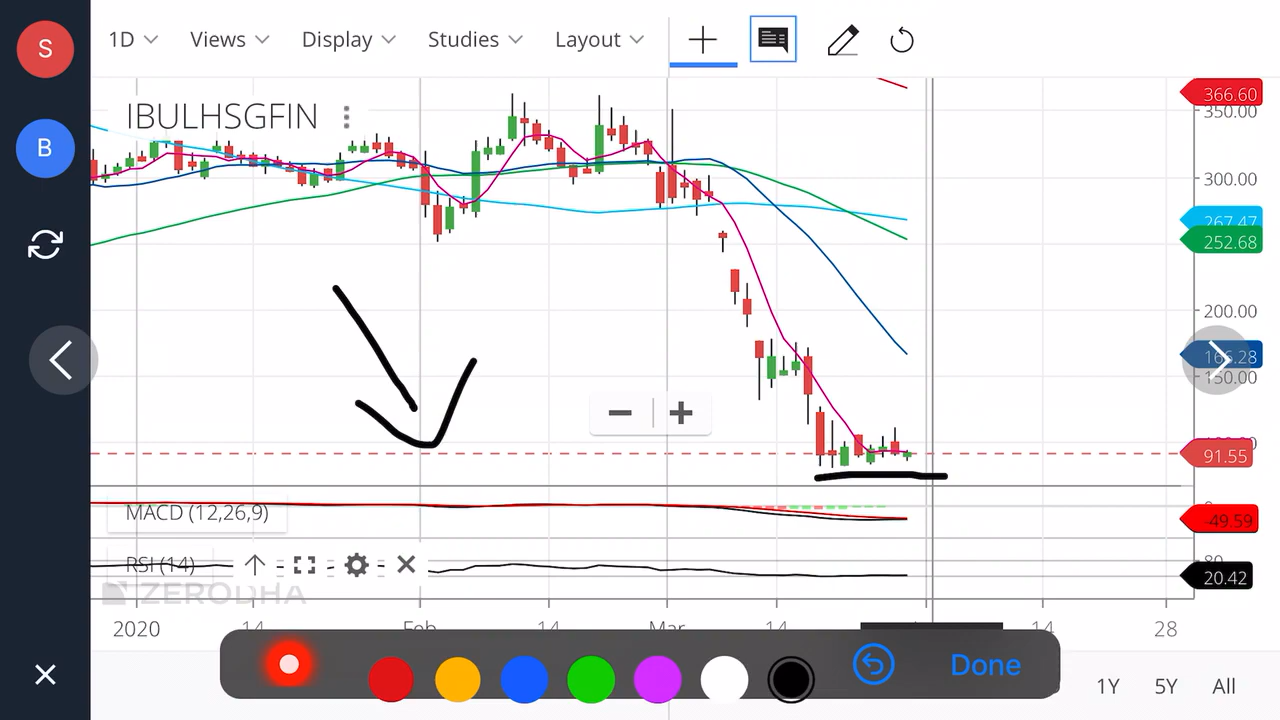 S
1D Views Display Studies Layout
366.60
350.00
IBULHSGFIN
B
300.00
267.47
252.68
200.00
150.00
91.55
MACD (12,26,9)
-49.59
RSI (14)
80
20.42
ZERODHA
2020 14 Feb 14 Mar 14 14 28
Done
1Y 5Y All